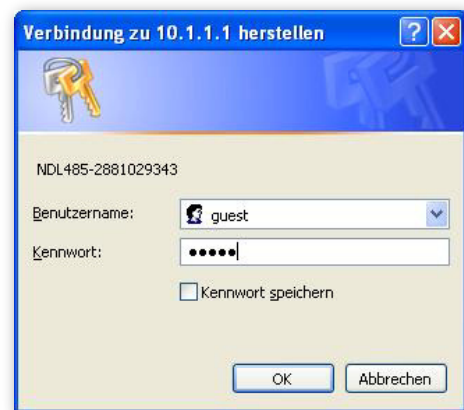 Verbindung zu 10.1.1.1 herstellen
NDL485-2881029343
Benutzername:
guest
Kennwort:
•••••
Kennwort speichern
OK
Abbrechen